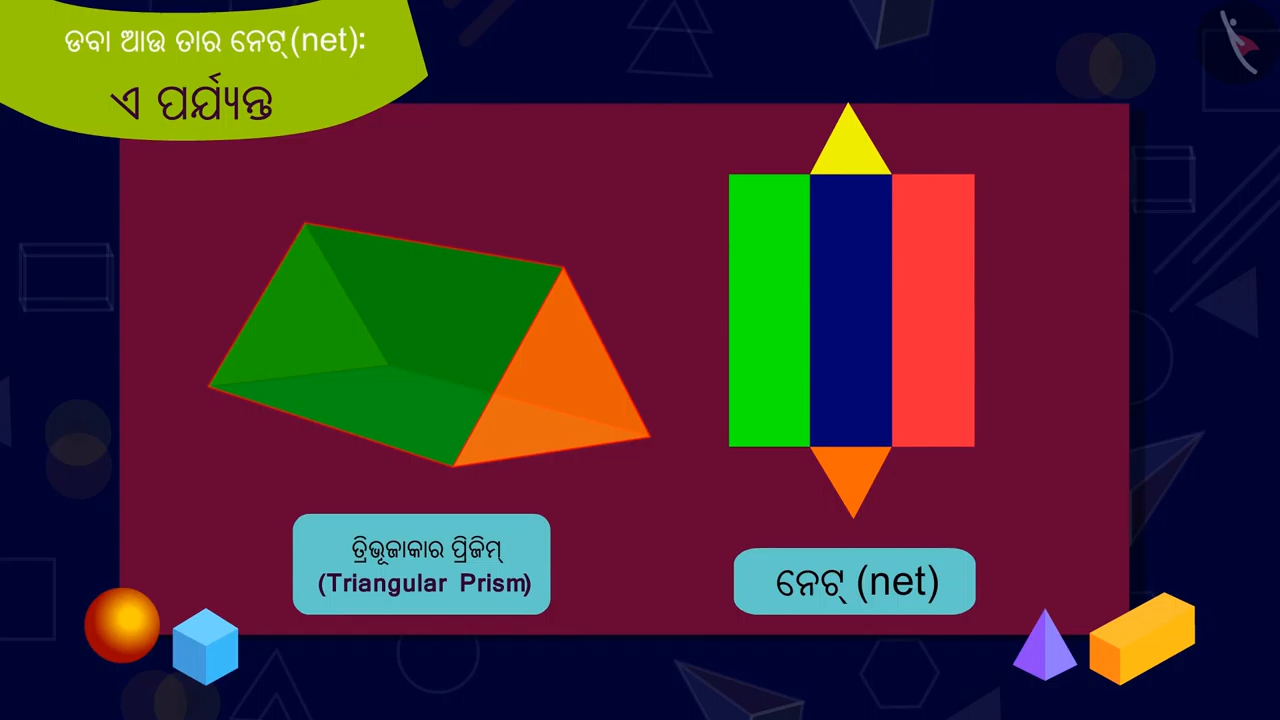 ଡବା ଆଉ ତାର ନେଟ୍(net):
ଏ ପର୍ଯ୍ୟନ୍ତ
ତ୍ରିଭୂଜାକାର ପ୍ରିଜିମ୍
(Triangular Prism)
ନେଟ୍ (net)